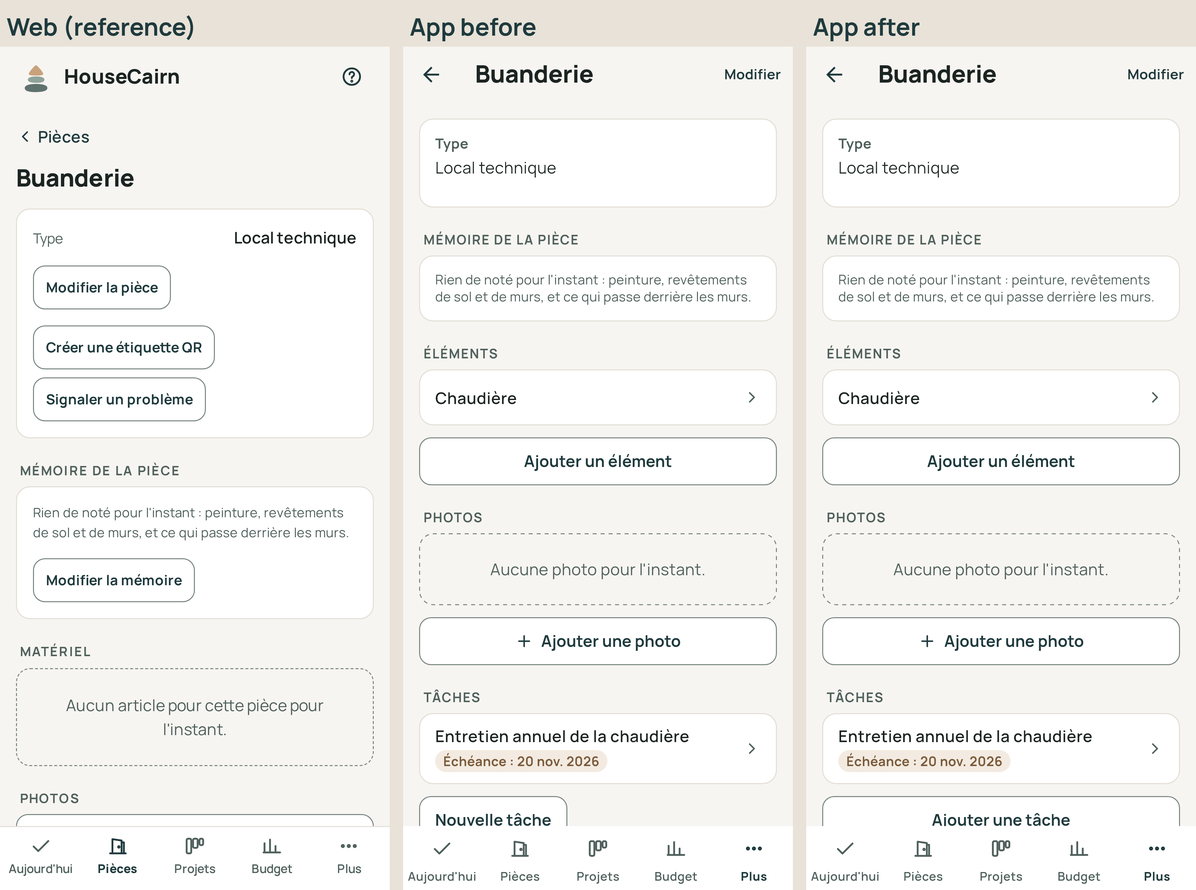 Web (reference)
HouseCairn
Pièces
Buanderie
Type
Local technique
Modifier la pièce
Créer une étiquette QR
Signaler un problème
MÉMOIRE DE LA PIÈCE
Rien de noté pour l'instant : peinture, revêtements
de sol et de murs, et ce qui passe derrière les murs.
Modifier la mémoire
MATÉRIEL
Aucun article pour cette pièce pour
l'instant.
PHOTOS
Aujourd'hui
Pièces
Projets
Budget
Plus
App before
Buanderie
Modifier
Type
Local technique
MÉMOIRE DE LA PIÈCE
Rien de noté pour l'instant : peinture, revêtements
de sol et de murs, et ce qui passe derrière les murs.
ÉLÉMENTS
Chaudière
Ajouter un élément
PHOTOS
Aucune photo pour l'instant.
+ Ajouter une photo
TÂCHES
Entretien annuel de la chaudière
Échéance : 20 nov. 2026
Nouvelle tâche
Aujourd'hui
Pièces
Projets
Budget
Plus
App after
Buanderie
Modifier
Type
Local technique
MÉMOIRE DE LA PIÈCE
Rien de noté pour l'instant : peinture, revêtements
de sol et de murs, et ce qui passe derrière les murs.
ÉLÉMENTS
Chaudière
Ajouter un élément
PHOTOS
Aucune photo pour l'instant.
+ Ajouter une photo
TÂCHES
Entretien annuel de la chaudière
Échéance : 20 nov. 2026
Ajouter une tâche
Aujourd'hui
Pièces
Projets
Budget
Plus